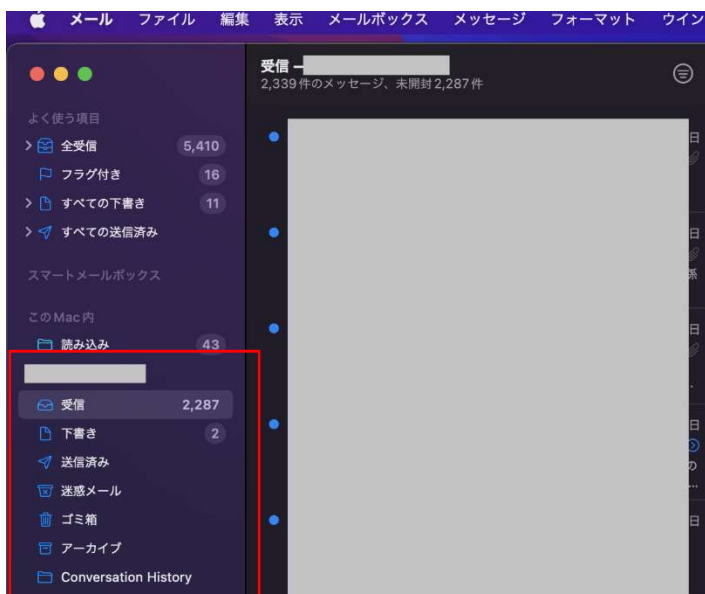 メール ファイル 編集 表示 メールボックス メッセージ フォーマット ウイン
受信 –
2,339件のメッセージ、未開封2,287件
よく使う項目
全受信 5,410
フラグ付き 16
すべての下書き 11
すべての送信済み
スマートメールボックス
このMac内
読み込み 43
受信 2,287
下書き 2
送信済み
迷惑メール
ゴミ箱
アーカイブ
Conversation History
日
日
係
日
.
日
の
...
日